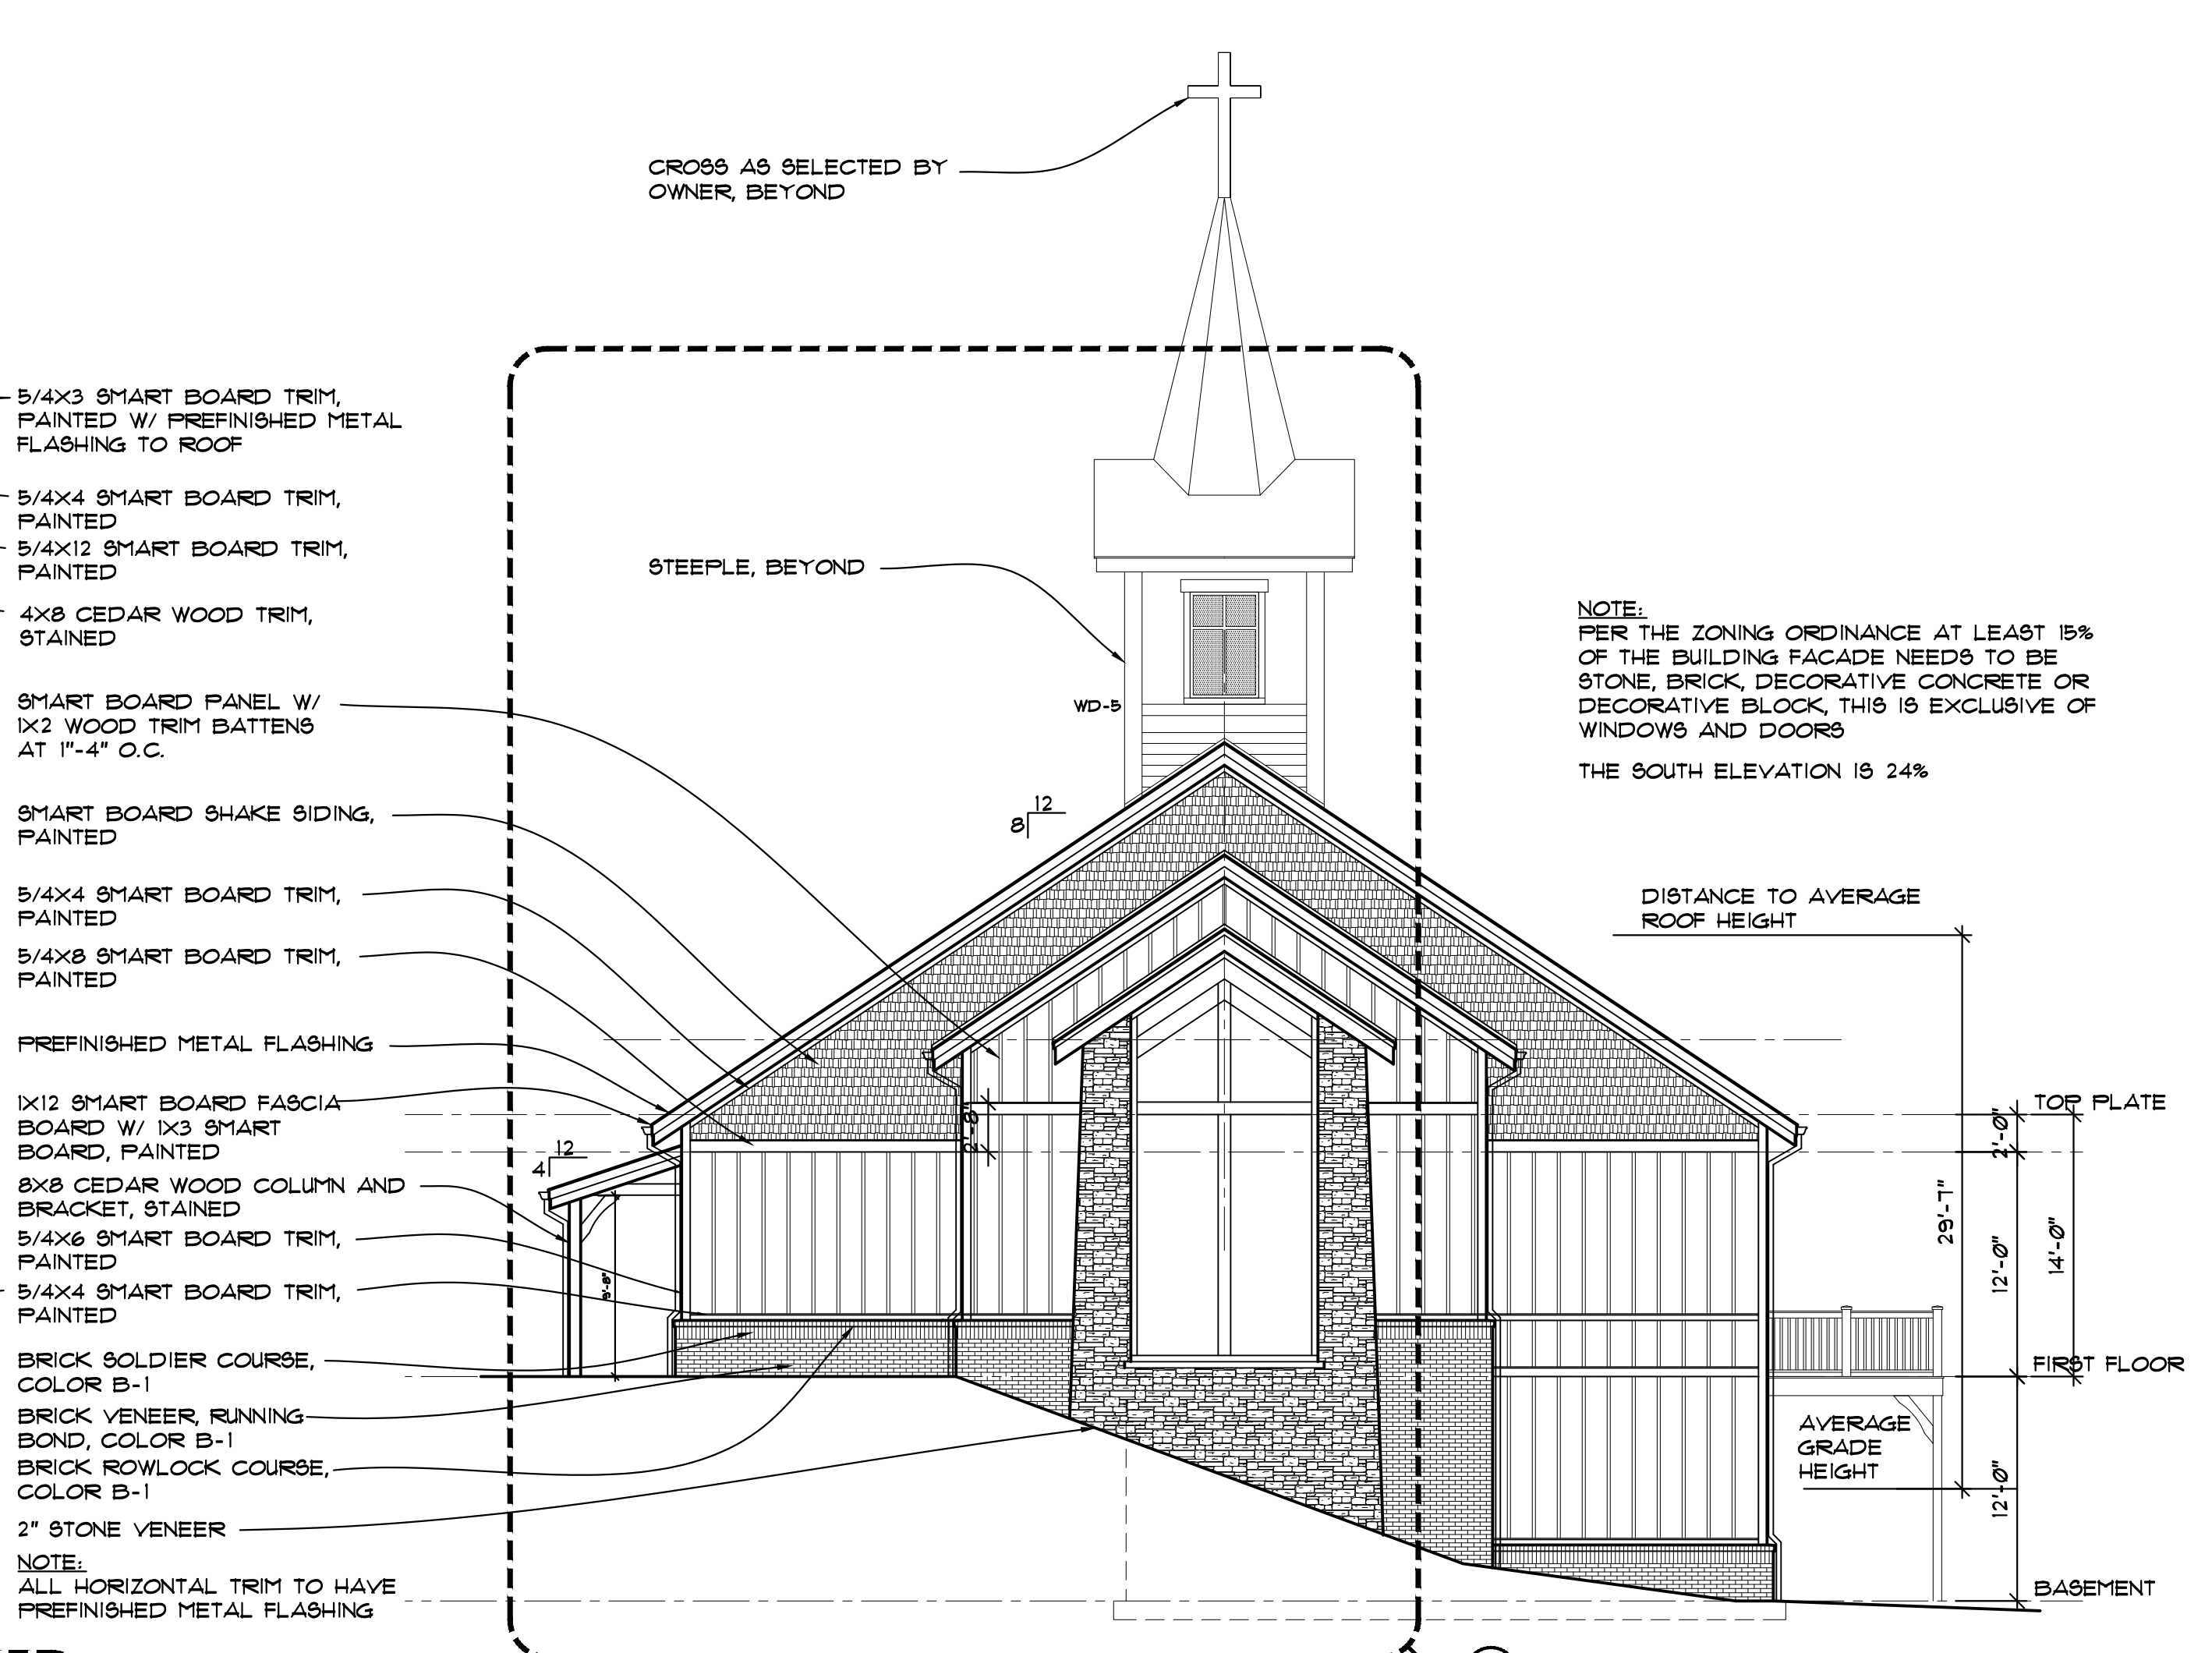 CROSS AS SELECTED BY
OWNER, BEYOND
5/4X3 SMART BOARD TRIM,
PAINTED W/ PREFINISHED METAL
FLASHING TO ROOF
5/4X4 SMART BOARD TRIM,
PAINTED
5/4X12 SMART BOARD TRIM,
PAINTED
4X8 CEDAR WOOD TRIM,
STAINED
SMART BOARD PANEL W/
1X2 WOOD TRIM BATTENS
AT 1"-4" O.C.
SMART BOARD SHAKE SIDING,
PAINTED
5/4X4 SMART BOARD TRIM,
PAINTED
5/4X8 SMART BOARD TRIM,
PAINTED
PREFINISHED METAL FLASHING
1X12 SMART BOARD FASCIA
BOARD W/ 1X3 SMART
BOARD, PAINTED
8X8 CEDAR WOOD COLUMN AND
BRACKET, STAINED
5/4X6 SMART BOARD TRIM,
PAINTED
5/4X4 SMART BOARD TRIM,
PAINTED
BRICK SOLDIER COURSE,
COLOR B-1
BRICK VENEER, RUNNING
BOND, COLOR B-1
BRICK ROWLOCK COURSE,
COLOR B-1
2" STONE VENEER
NOTE:
ALL HORIZONTAL TRIM TO HAVE
PREFINISHED METAL FLASHING
STEEPLE, BEYOND
WD-5
12
8
12
4
2'-8"
9'-8"
NOTE:
PER THE ZONING ORDINANCE AT LEAST 15%
OF THE BUILDING FACADE NEEDS TO BE
STONE, BRICK, DECORATIVE CONCRETE OR
DECORATIVE BLOCK, THIS IS EXCLUSIVE OF
WINDOWS AND DOORS
THE SOUTH ELEVATION IS 24%
DISTANCE TO AVERAGE
ROOF HEIGHT
TOP PLATE
2'-0"
29'-7"
12'-0"
14'-0"
FIRST FLOOR
AVERAGE
GRADE
HEIGHT
12'-0"
BASEMENT